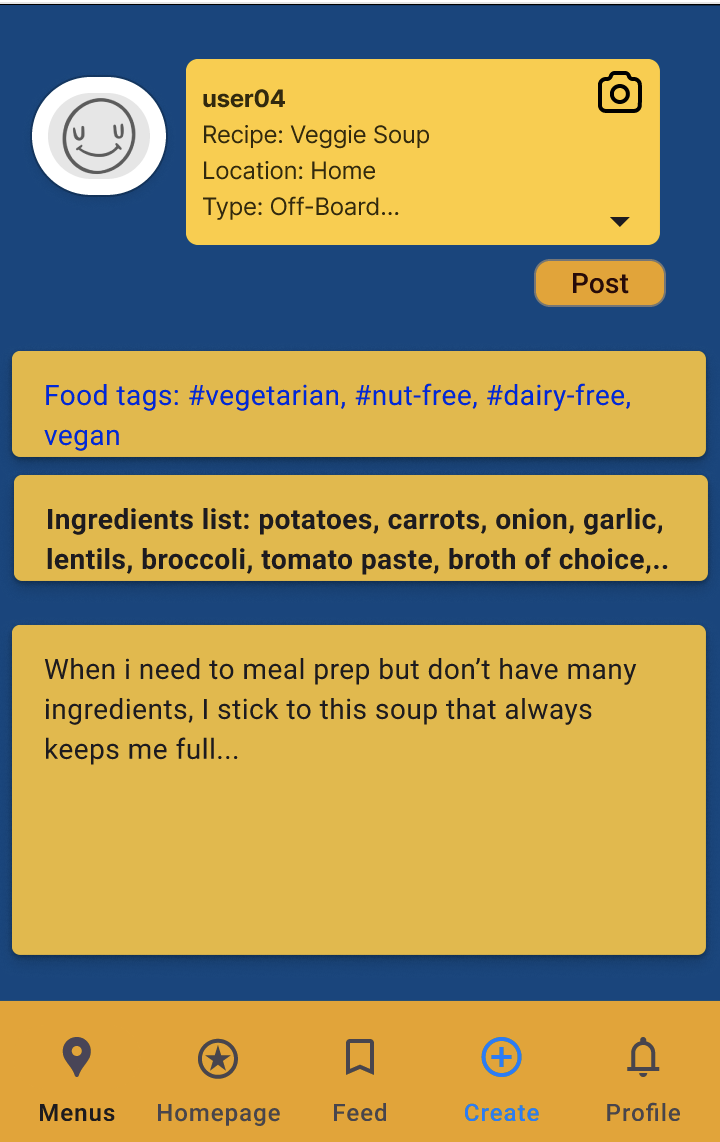 user04
Recipe: Veggie Soup
Location: Home
Type: Off-Board...
Post
Food tags: #vegetarian, #nut-free, #dairy-free,
vegan
Ingredients list: potatoes, carrots, onion, garlic,
lentils, broccoli, tomato paste, broth of choice,..
When i need to meal prep but don’t have many
ingredients, I stick to this soup that always
keeps me full...
Menus Homepage Feed Create Profile